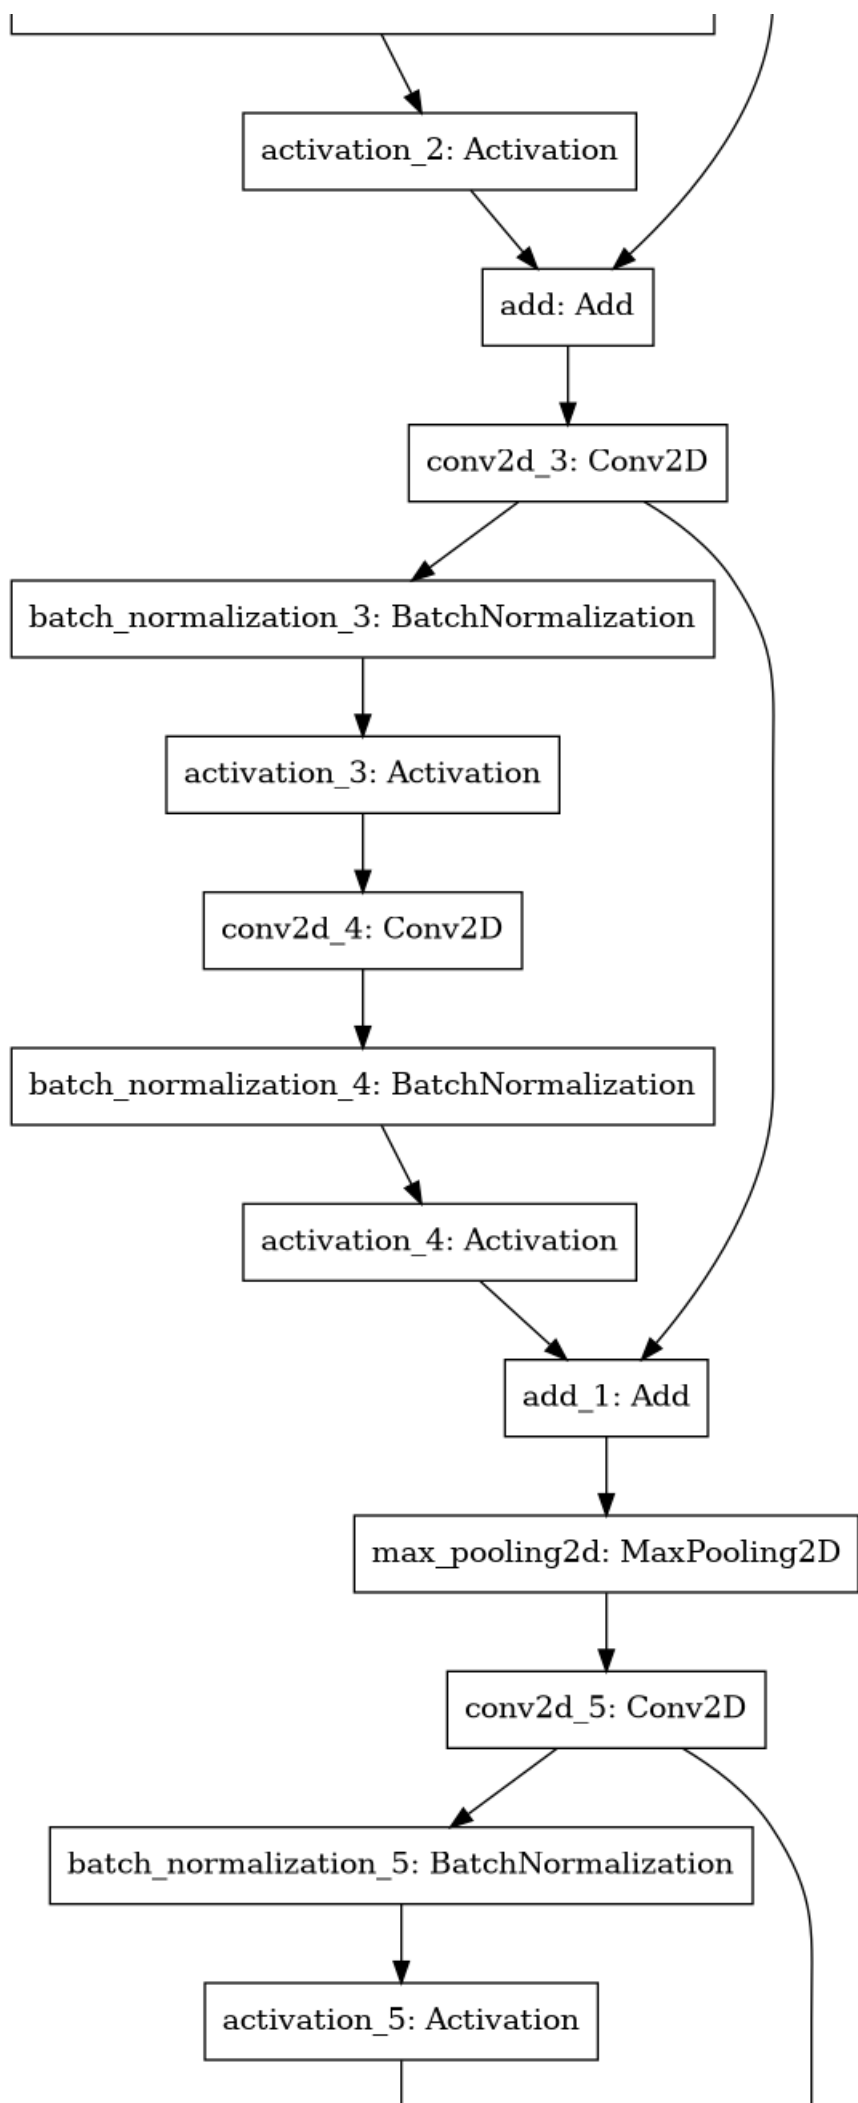 activation_2: Activation
add: Add
conv2d_3: Conv2D
batch_normalization_3: BatchNormalization
activation_3: Activation
conv2d_4: Conv2D
batch_normalization_4: BatchNormalization
activation_4: Activation
add_1: Add
max_pooling2d: MaxPooling2D
conv2d_5: Conv2D
batch_normalization_5: BatchNormalization
activation_5: Activation